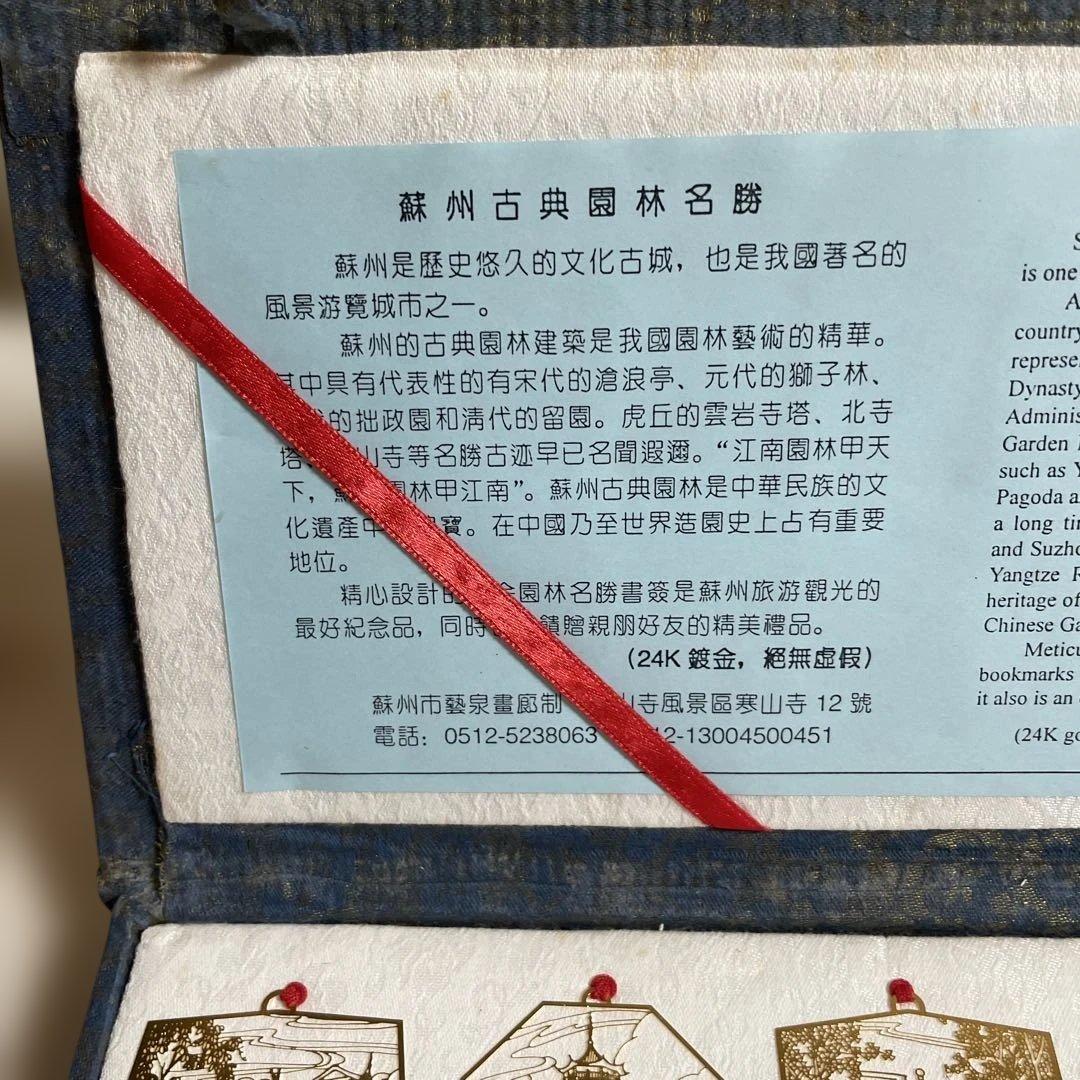 蘇州古典園林名勝
蘇州是歷史悠久的文化古城，也是我國著名的
風景游覽城市之一。
蘇州的古典園林建築是我國園林藝術的精華。
其中具有代表性的有宋代的滄浪亭、元代的獅子林、
的拙政園和清代的留園。虎丘的雲岩寺塔、北寺
塔、山寺等名勝古迹早已名聞遐邇。“江南園林甲天
下，蘇園林甲江南”。蘇州古典園林是中華民族的文
化遺產中寶。在中國乃至世界造園史上占有重要
地位。
精心設計的金園林名勝書簽是蘇州旅游觀光的
最好紀念品，同時饋贈親朋好友的精美禮品。
（24K 鍍金，絕無虛假）
蘇州市藝泉畫廊制 山寺風景區寒山寺 12 號
電話：0512-5238063 12-13004500451
is one
A
country
represe
Dynasty
Adminis
Garden
such as Y
Pagoda a
a long tim
and Suzho
Yangtze R
heritage of
Chinese Ga
Meticu
bookmarks
it also is an
(24K go